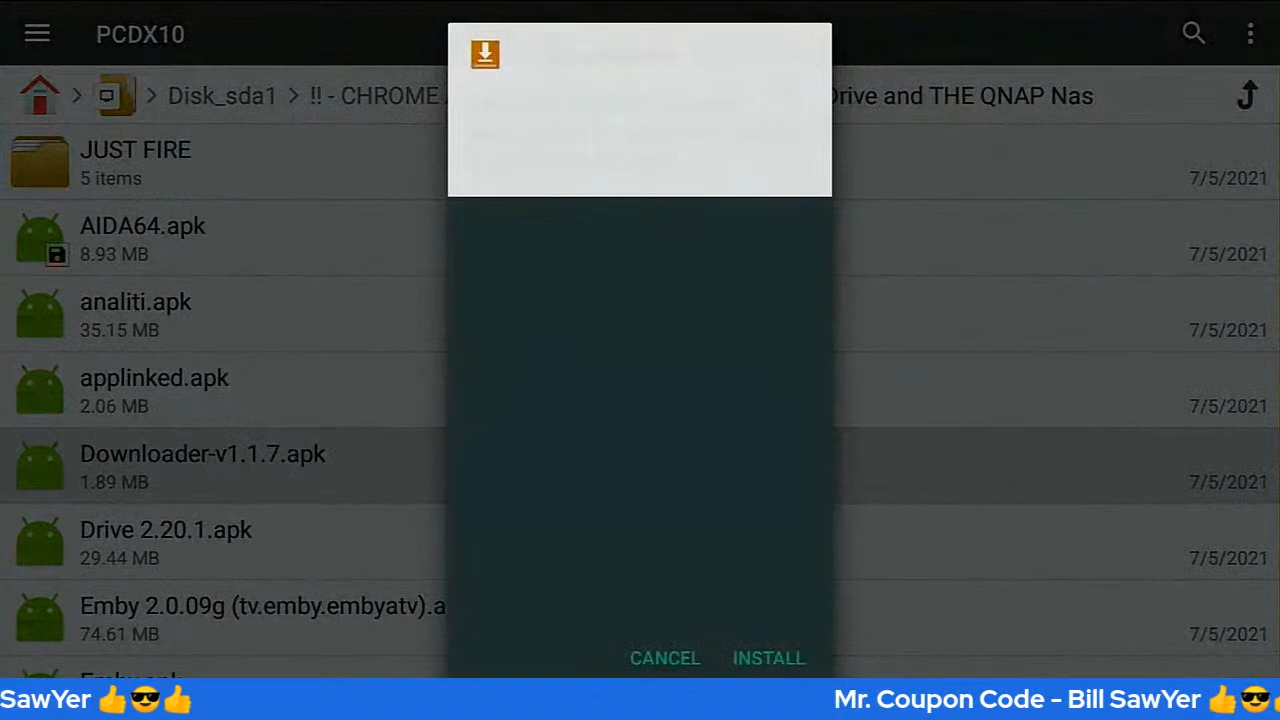 PCDX10
Disk_sda1
!! - CHROME
Drive and THE QNAP Nas
JUST FIRE
5 items
7/5/2021
AIDA64.apk
8.93 MB
7/5/2021
analiti.apk
35.15 MB
7/5/2021
applinked.apk
2.06 MB
7/5/2021
Downloader-v1.1.7.apk
1.89 MB
7/5/2021
Drive 2.20.1.apk
29.44 MB
7/5/2021
Emby 2.0.09g (tv.emby.embyatv).a
74.61 MB
7/5/2021
CANCEL INSTALL
SawYer 👍😎👍 Mr. Coupon Code - Bill SawYer 👍😎